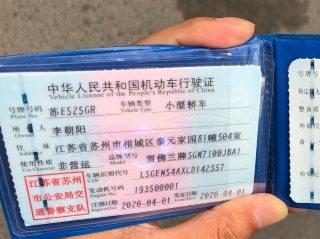 中华人民共和国机动车行驶证
Vehicle License of the People's Republic of China
号牌号码 苏E525GR 车辆类型 小型轿车
Plate No. Vehicle Type
所有人 李朝阳
Owner
住址 江苏省苏州市相城区秦元家园81幢504室
Address
使用性质 非营运 品牌型号 雪佛兰牌SGM7100JBA1
Use Character Model
江苏省苏州市公安局交通警察支队
车辆识别代号 LSGEN54AXLD142557
VIN
发动机号码 193500001
Engine No.
注册日期 2020-04-01 发证日期 2020-04-01
Register Date Issue Date